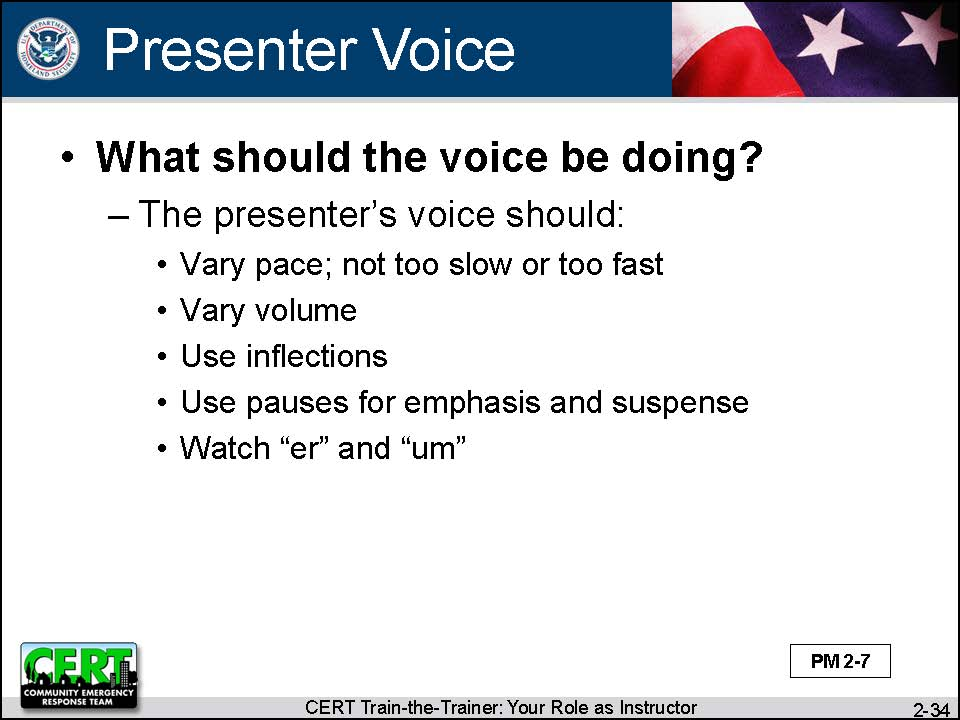 U.S. DEPARTMENT OF
HOMELAND SECURITY
Presenter Voice
• What should the voice be doing?
– The presenter’s voice should:
• Vary pace; not too slow or too fast
• Vary volume
• Use inflections
• Use pauses for emphasis and suspense
• Watch “er” and “um”
CERT
COMMUNITY EMERGENCY
RESPONSE TEAM
PM 2-7
CERT Train-the-Trainer: Your Role as Instructor
2-34